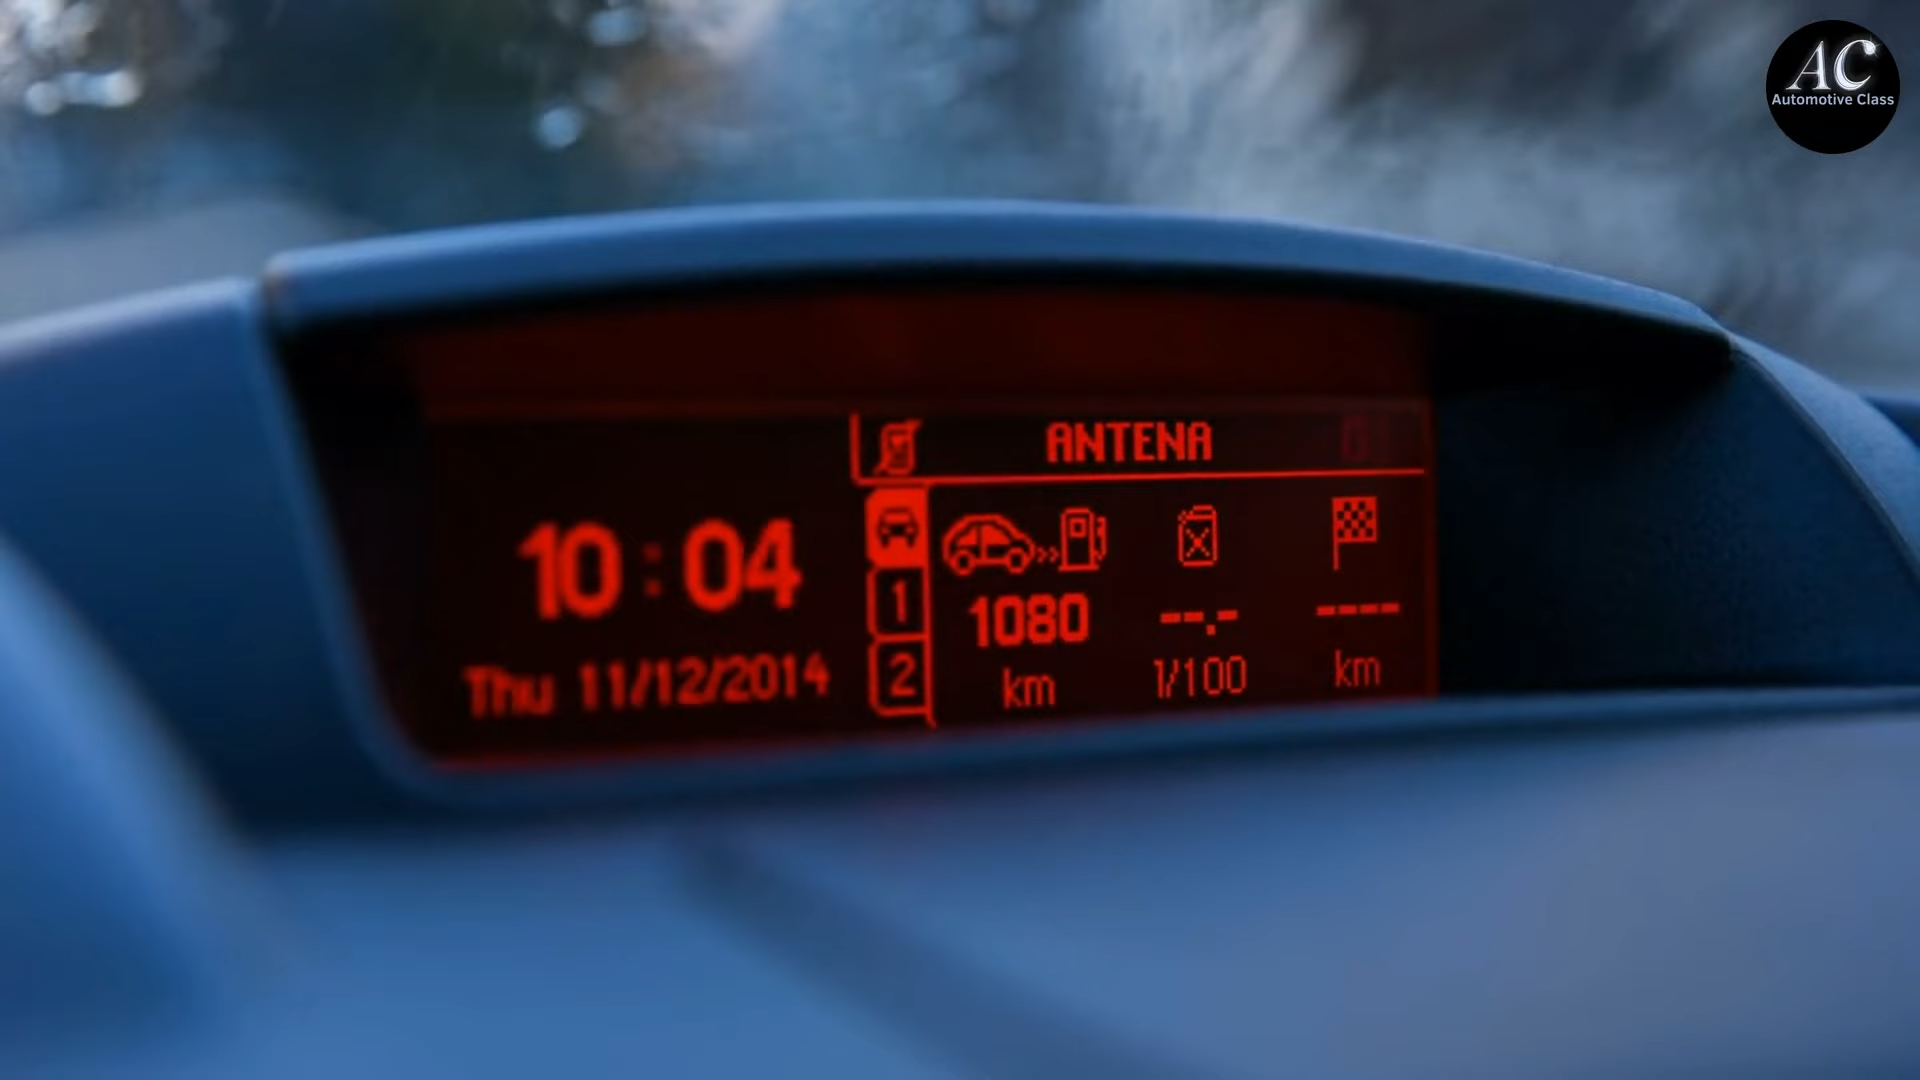 AC
Automotive Class
ANTENA
10:04
Thu 11/12/2014
1
2
1080
km
--.-
l/100
----
km